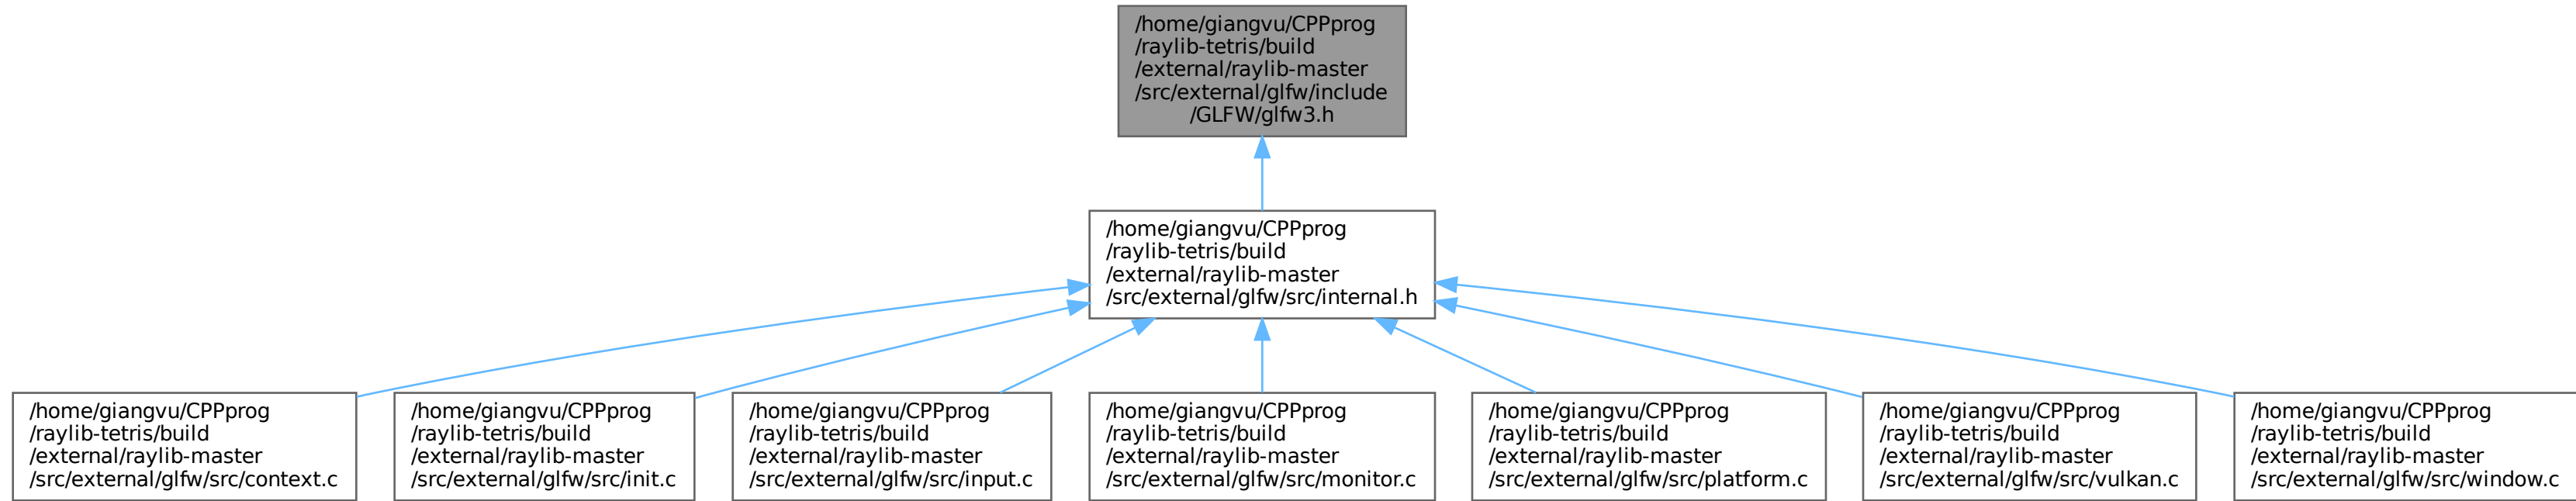 /home/giangvu/CPPprog
/raylib-tetris/build
/external/raylib-master
/src/external/glfw/include
/GLFW/glfw3.h
/home/giangvu/CPPprog
/raylib-tetris/build
/external/raylib-master
/src/external/glfw/src/internal.h
/home/giangvu/CPPprog
/raylib-tetris/build
/external/raylib-master
/src/external/glfw/src/context.c
/home/giangvu/CPPprog
/raylib-tetris/build
/external/raylib-master
/src/external/glfw/src/init.c
/home/giangvu/CPPprog
/raylib-tetris/build
/external/raylib-master
/src/external/glfw/src/input.c
/home/giangvu/CPPprog
/raylib-tetris/build
/external/raylib-master
/src/external/glfw/src/monitor.c
/home/giangvu/CPPprog
/raylib-tetris/build
/external/raylib-master
/src/external/glfw/src/platform.c
/home/giangvu/CPPprog
/raylib-tetris/build
/external/raylib-master
/src/external/glfw/src/vulkan.c
/home/giangvu/CPPprog
/raylib-tetris/build
/external/raylib-master
/src/external/glfw/src/window.c